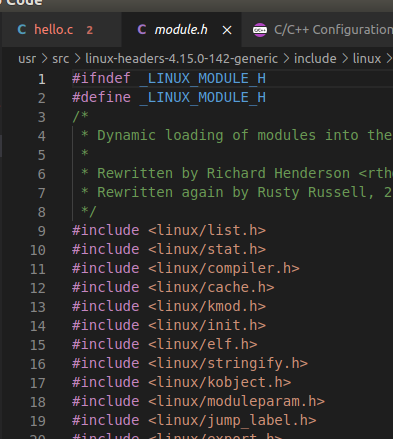 Code
hello.c 2 module.h × C/C++ Configuration
usr > src > linux-headers-4.15.0-142-generic > include > linux >
1 #ifndef _LINUX_MODULE_H
2 #define _LINUX_MODULE_H
3 /*
4 * Dynamic loading of modules into the
5 *
6 * Rewritten by Richard Henderson <rth
7 * Rewritten again by Rusty Russell, 2
8 */
9 #include <linux/list.h>
10 #include <linux/stat.h>
11 #include <linux/compiler.h>
12 #include <linux/cache.h>
13 #include <linux/kmod.h>
14 #include <linux/init.h>
15 #include <linux/elf.h>
16 #include <linux/stringify.h>
17 #include <linux/kobject.h>
18 #include <linux/moduleparam.h>
19 #include <linux/jump_label.h>
20 #include <linux/export.h>